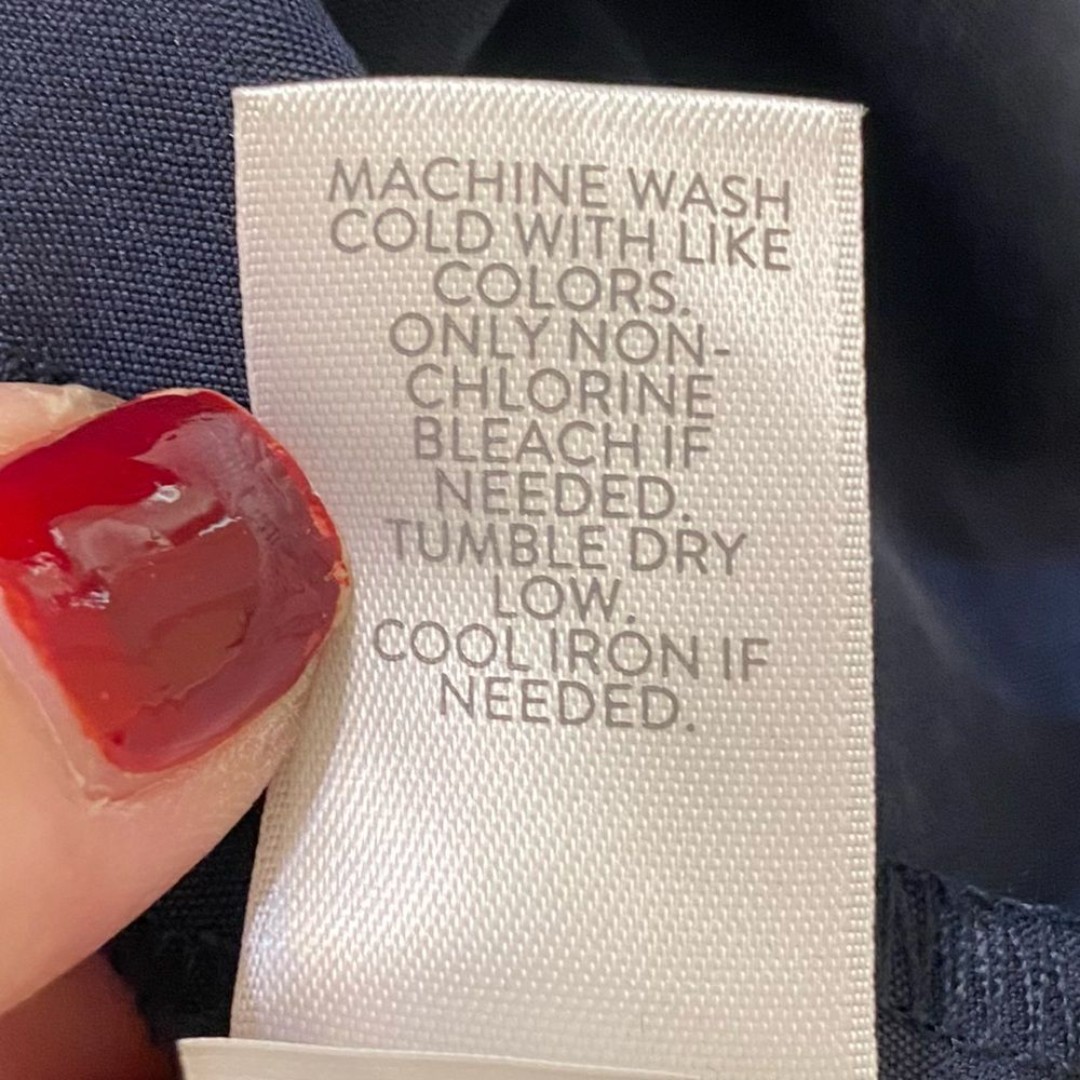 MACHINE WASH
COLD WITH LIKE
COLORS.
ONLY NON-
CHLORINE
BLEACH IF
NEEDED.
TUMBLE DRY
LOW.
COOL IRON IF
NEEDED.